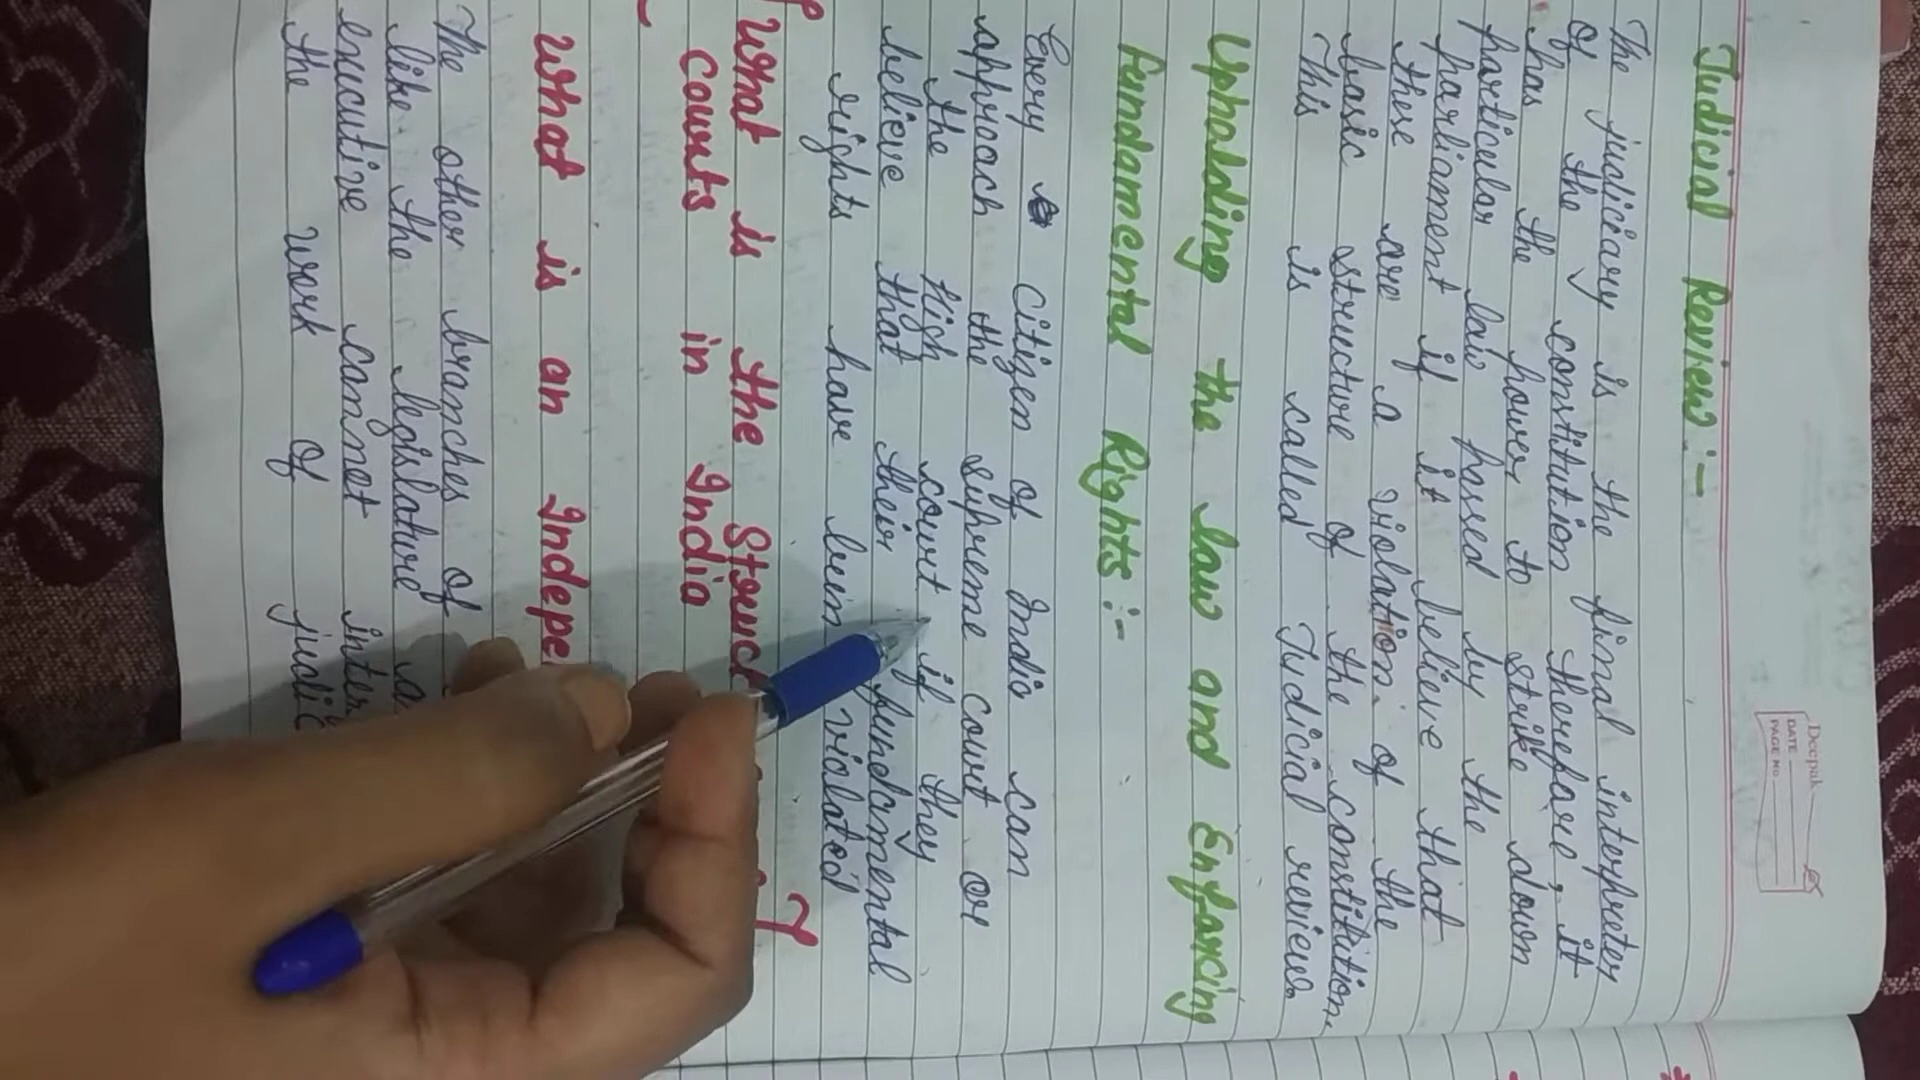 Deepak
DATE
PAGE NO.
Judicial Review :-
The judiciary is the final interpreter
of the constitution therefore, it
has the power to strike down
particular law passed by the
parliament if it believe that
these are a violation of the
basic structure of the constitution.
This is called Judicial review.
Upholding the law and Enforcing
fundamental Rights :-
Every citizen of India can
approach the supreme court or
the High court if they
believe that their fundamental
rights have been violated
What is the
courts in India
What is an
The other branches of
like the legislature
executive cannot
the work of